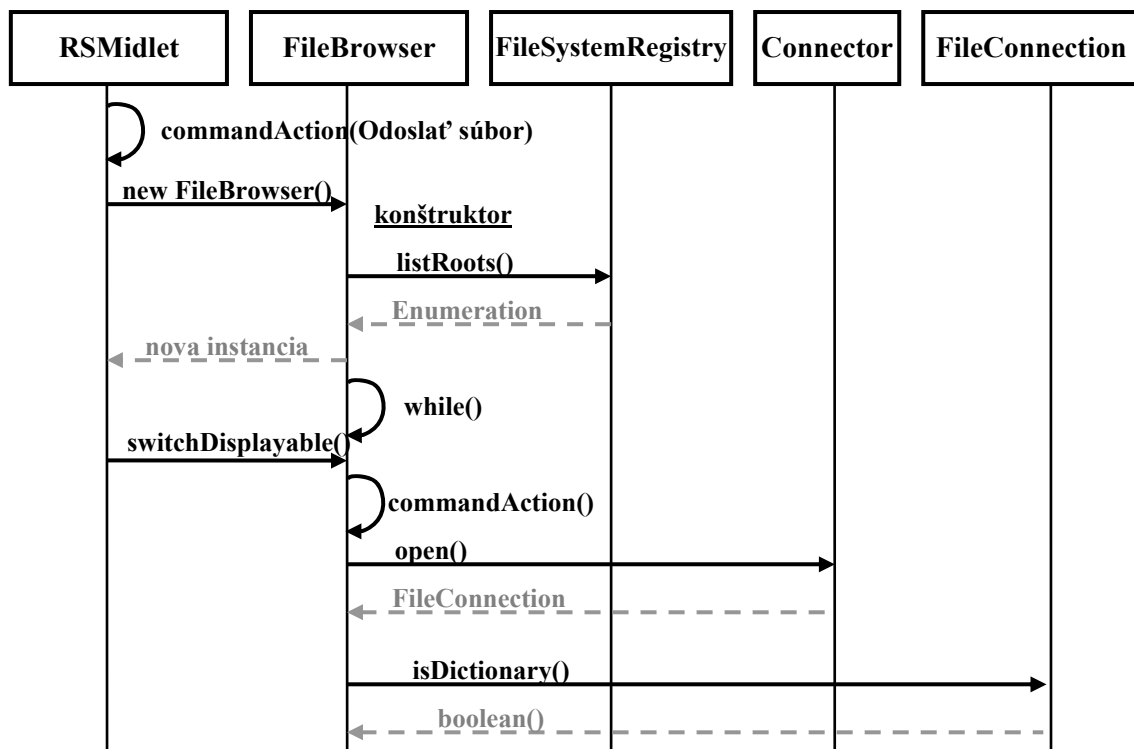 RSMidlet
FileBrowser
FileSystemRegistry
Connector
FileConnection
commandAction(Odoslať súbor)
new FileBrowser()
konštruktor
listRoots()
Enumeration
nova instancia
while()
switchDisplayable()
commandAction()
open()
FileConnection
isDictionary()
boolean()